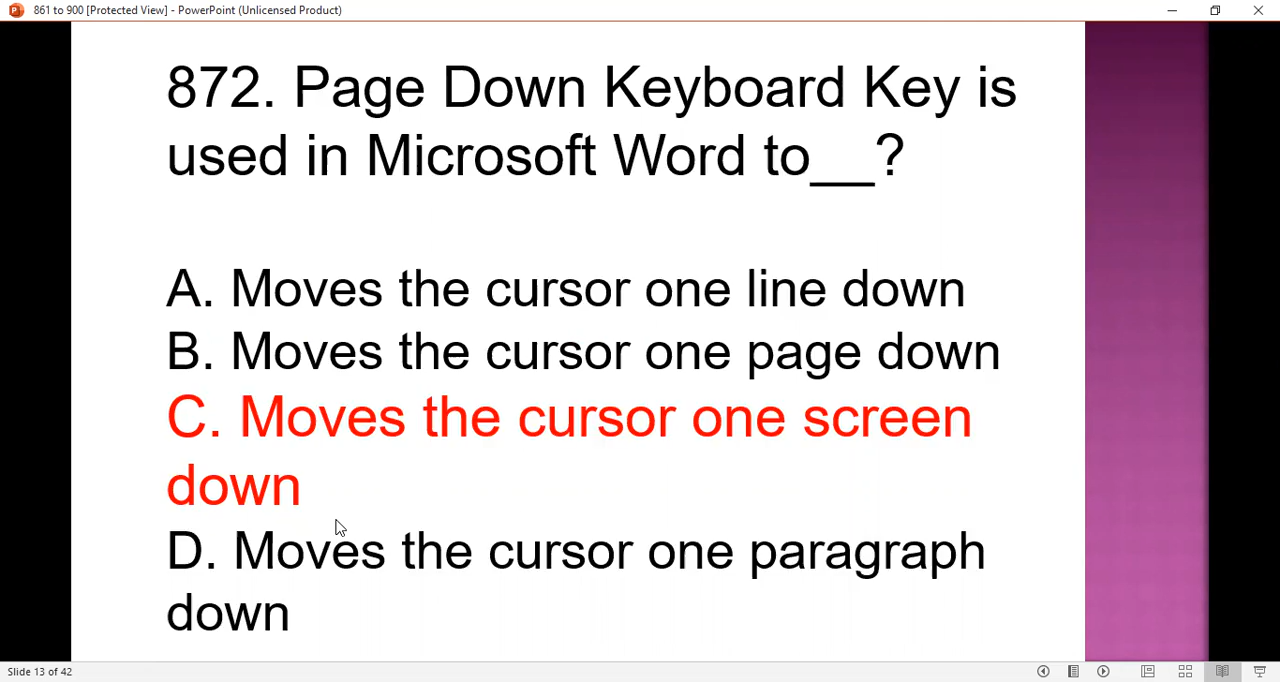 861 to 900 [Protected View] - PowerPoint (Unlicensed Product)
872. Page Down Keyboard Key is
used in Microsoft Word to__?
A. Moves the cursor one line down
B. Moves the cursor one page down
C. Moves the cursor one screen
down
D. Moves the cursor one paragraph
down
Slide 13 of 42